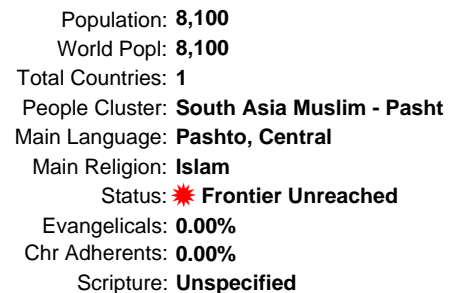 Population: 8,100
World Popl: 8,100
Total Countries: 1
People Cluster: South Asia Muslim - Pasht
Main Language: Pashto, Central
Main Religion: Islam
Status: Frontier Unreached
Evangelicals: 0.00%
Chr Adherents: 0.00%
Scripture: Unspecified